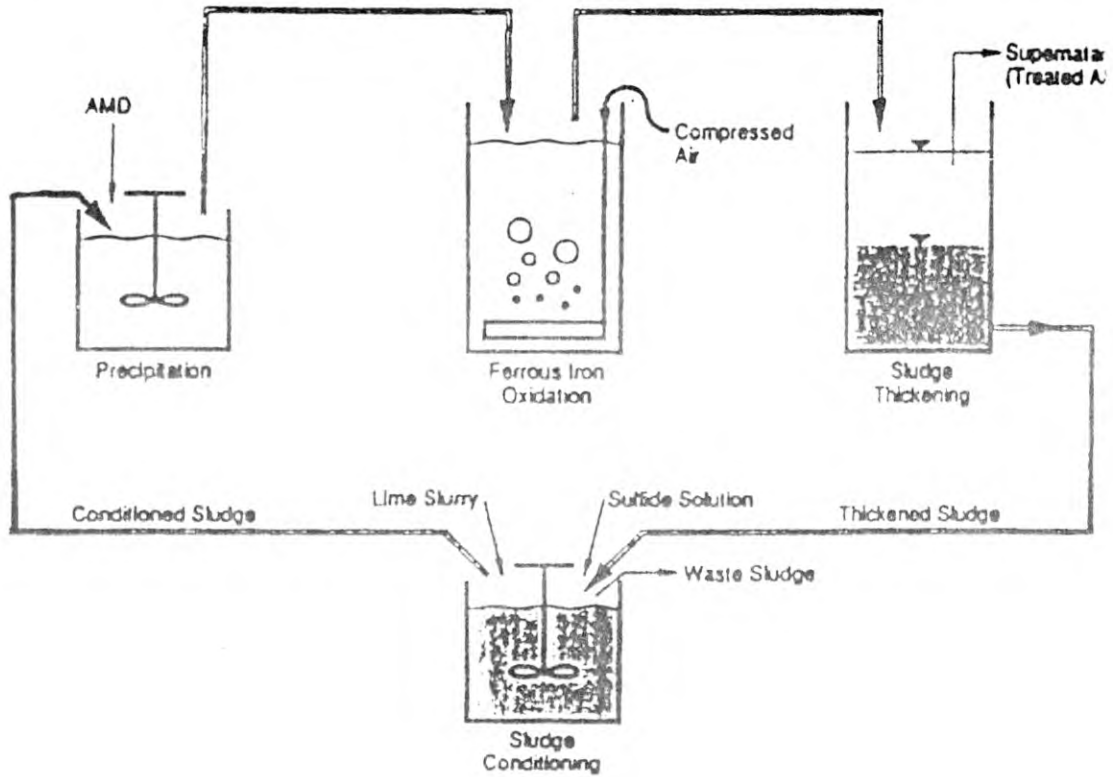 AMD
Compressed
Air
(Treated
Precipitation
Ferrous Iron
Oxidation
Sludge
Thickening
Conditioned Sludge
Lime Slurry
Sulfide Solution
Thickened Sludge
Waste Sludge
Sludge
Conditioning